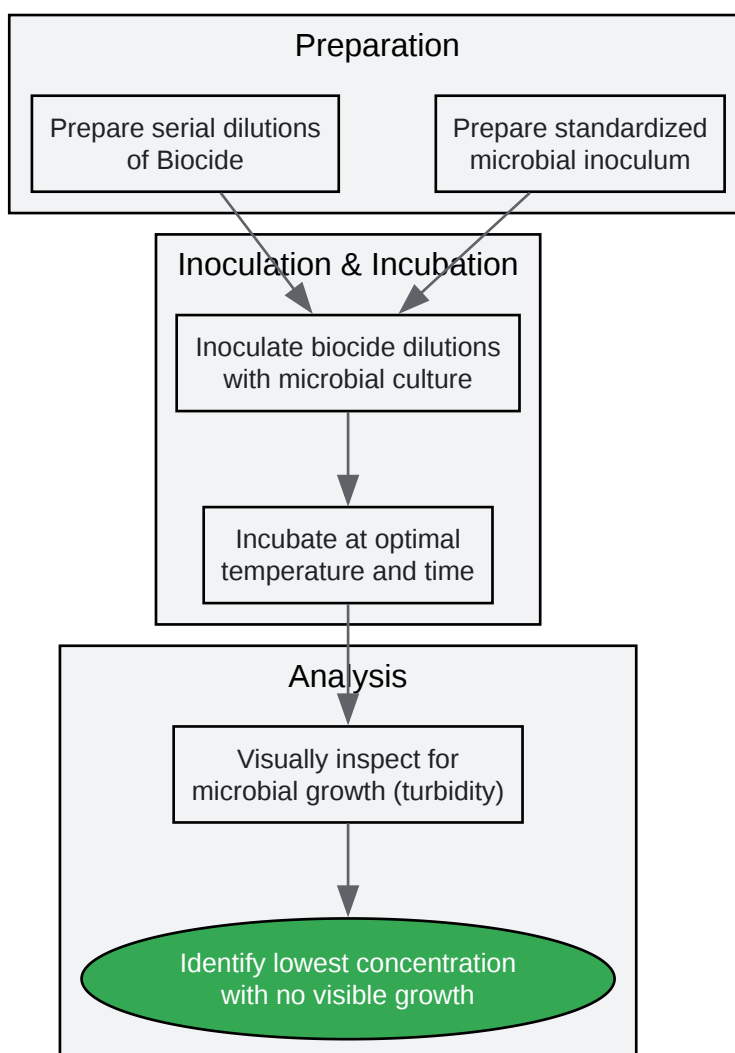 Preparation
Prepare serial dilutions
of Biocide
Prepare standardized
microbial inoculum
Inoculation & Incubation
Inoculate biocide dilutions
with microbial culture
Incubate at optimal
temperature and time
Analysis
Visually inspect for
microbial growth (turbidity)
Identify lowest concentration
with no visible growth